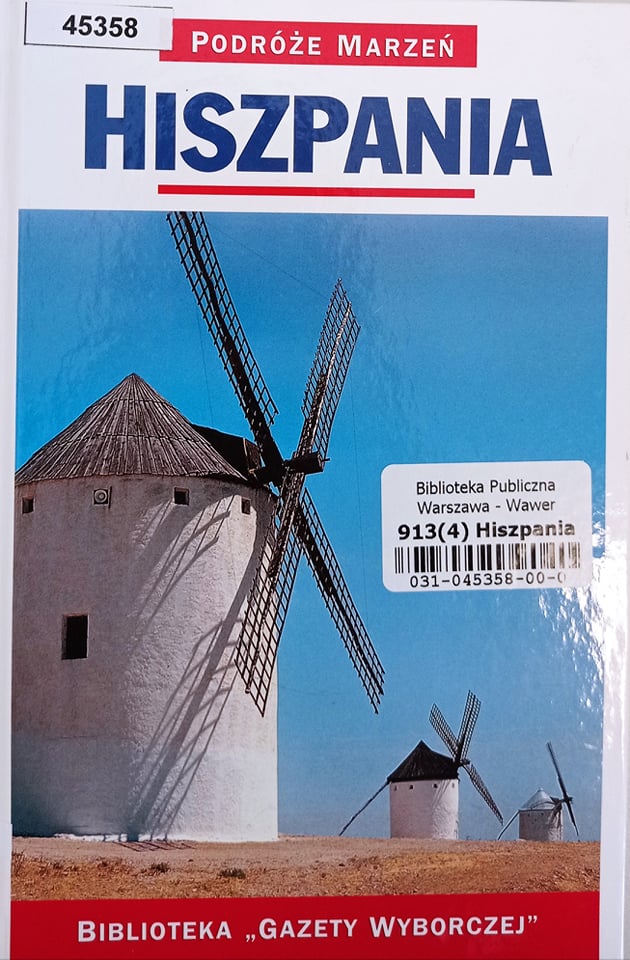 45358
PODRÓŻE MARZEŃ
HISZPANIA
Biblioteka Publiczna
Warszawa - Wawer
913(4) Hiszpania
031-045358-00-0
BIBLIOTEKA „GAZETY WYBORCZEJ”